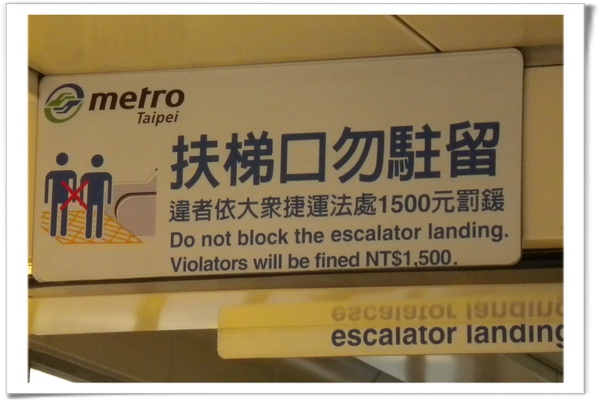 metro
Taipei
扶梯口勿駐留
違者依大眾捷運法處1500元罰鍰
Do not block the escalator landing.
Violators will be fined NT$1,500.
escalator landing
escalator landing